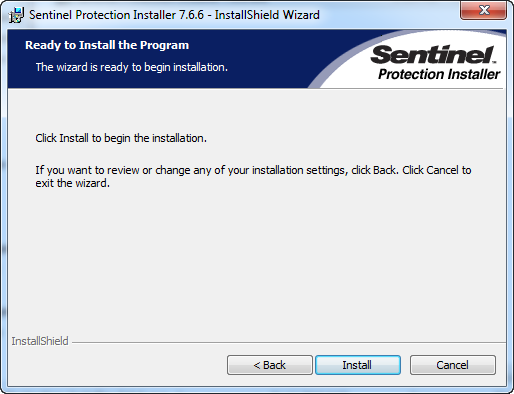 Sentinel Protection Installer 7.6.6 - InstallShield Wizard
Ready to Install the Program
The wizard is ready to begin installation.
Sentinel™
Protection Installer
Click Install to begin the installation.
If you want to review or change any of your installation settings, click Back. Click Cancel to
exit the wizard.
InstallShield
< Back
Install
Cancel